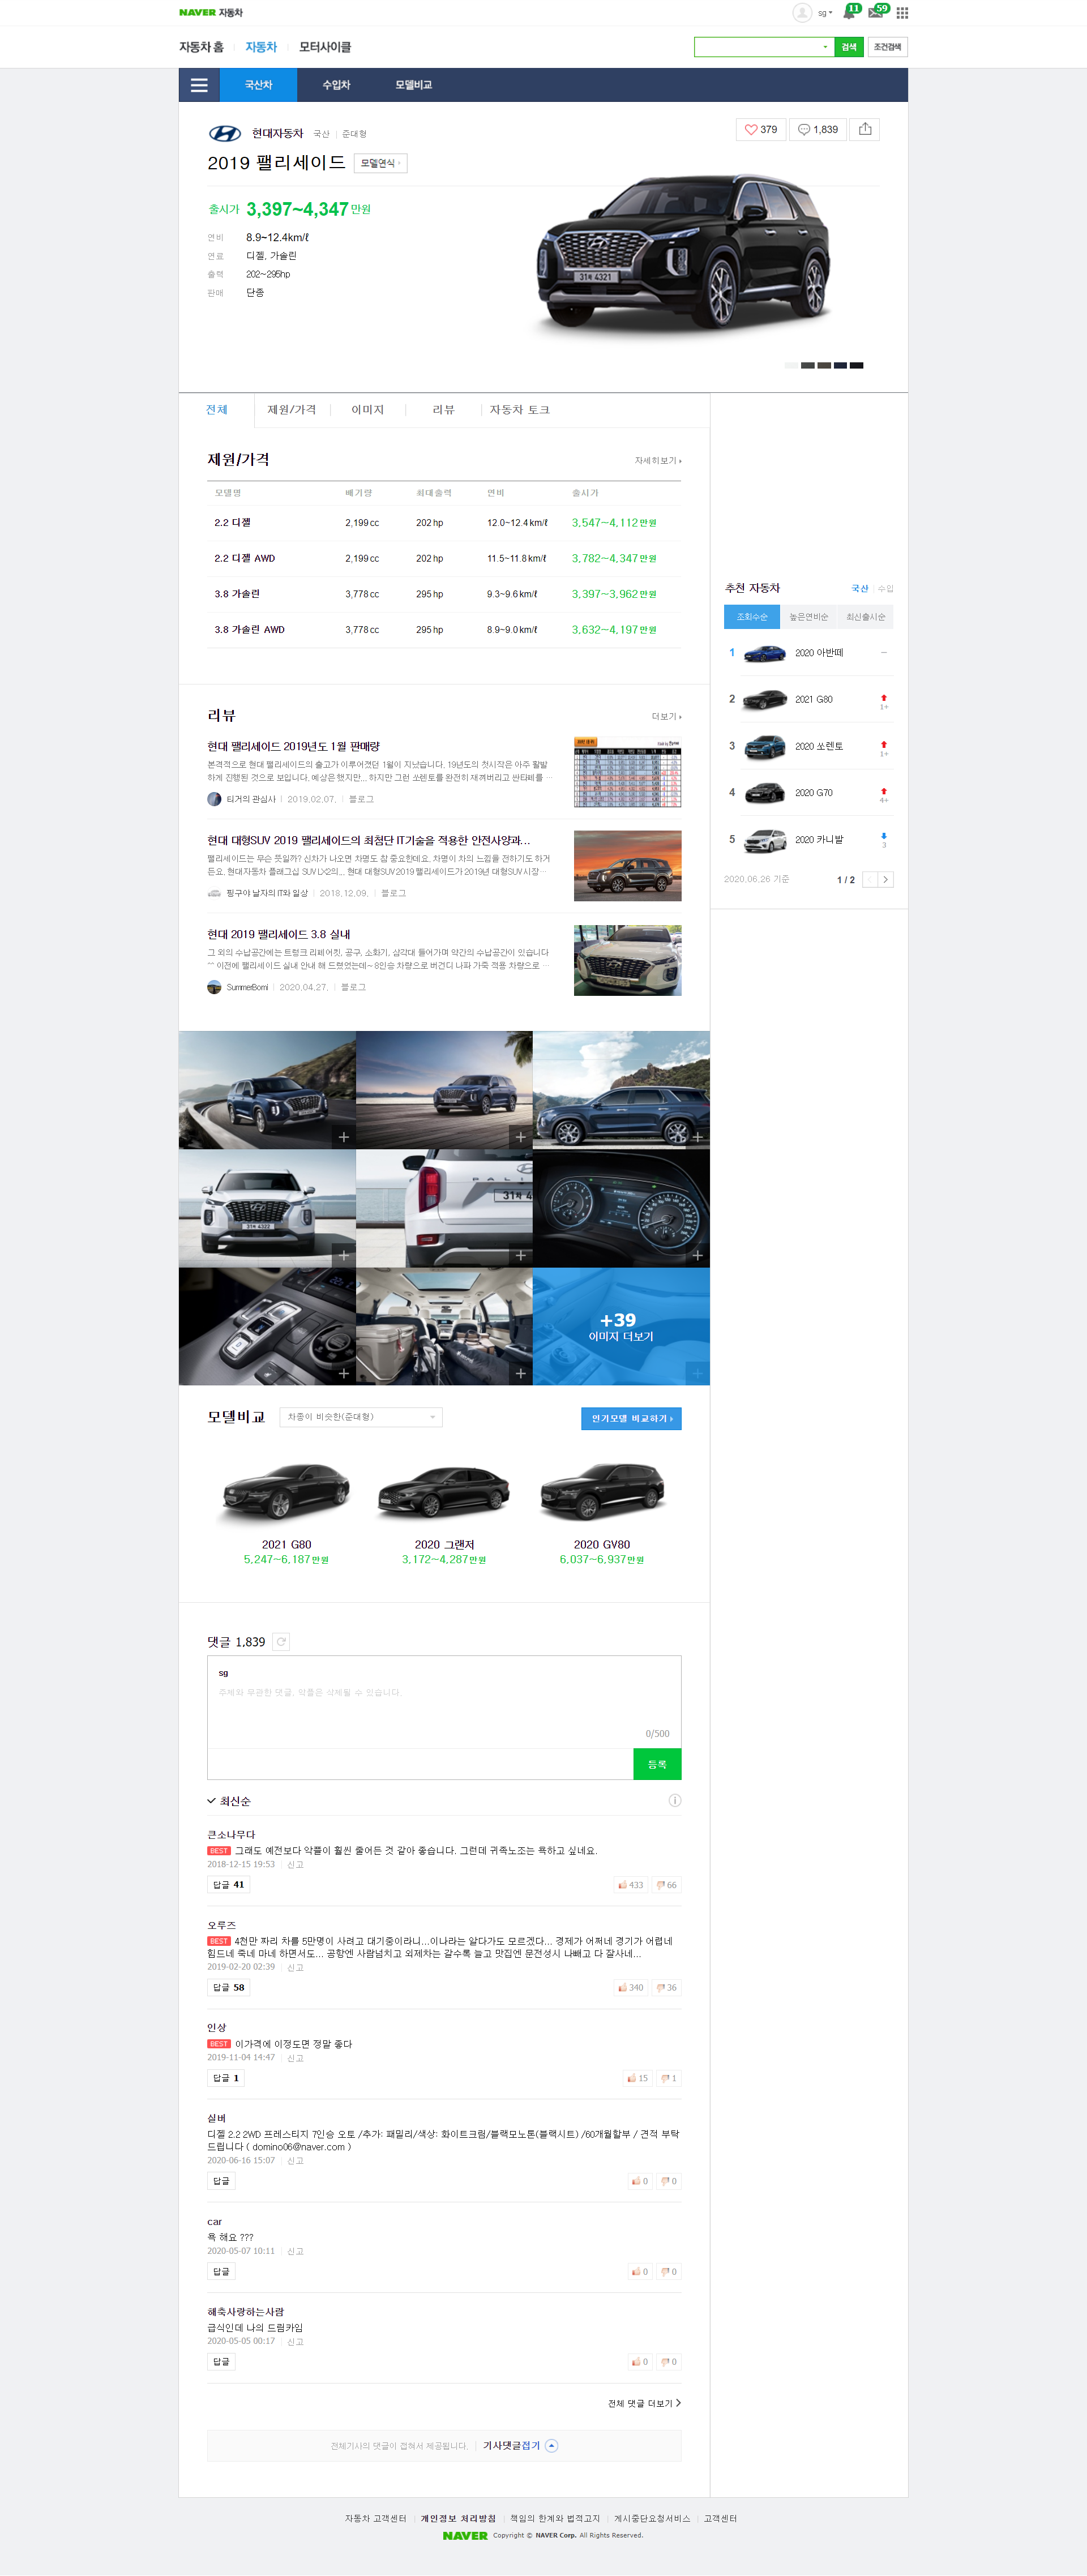 NAVER 자동차
sg
11
59
자동차 홈
자동차
모터사이클
검색
조건검색
국산차
수입차
모델비교
현대자동차 국산 준대형
379
1,839
2019 팰리세이드
모델연식
출시가 3,397~4,347만원
연비 8.9~12.4km/ℓ
연료 디젤, 가솔린
출력 202~295hp
판매 단종
31하 4321
전체
제원/가격
이미지
리뷰
자동차 토크
제원/가격
자세히보기
모델명 배기량 최대출력 연비 출시가
2.2 디젤 2,199 cc 202 hp 12.0~12.4 km/ℓ 3,547~4,112만원
2.2 디젤 AWD 2,199 cc 202 hp 11.5~11.8 km/ℓ 3,782~4,347만원
3.8 가솔린 3,778 cc 295 hp 9.3~9.6 km/ℓ 3,397~3,962만원
3.8 가솔린 AWD 3,778 cc 295 hp 8.9~9.0 km/ℓ 3,632~4,197만원
추천 자동차
국산 수입
조회수순 높은연비순 최신출시순
1 2020 아반떼 –
2 2021 G80 1+
3 2020 쏘렌토 1+
4 2020 G70 4+
5 2020 카니발 3
2020.06.26 기준
1 / 2
리뷰
더보기
현대 팰리세이드 2019년도 1월 판매량
본격적으로 현대 팰리세이드의 출고가 이루어졌던 1월이 지났습니다. 19년도의 첫시작은 아주 활발
하게 진행된 것으로 보입니다. 예상은 했지만... 하지만 그런 쏘렌토를 완전히 재껴버리고 싼타페를 ...
티거의 관심사 2019.02.07. 블로그
현대 대형SUV 2019 팰리세이드의 최첨단 IT기술을 적용한 안전사양과...
팰리세이드는 무슨 뜻일까? 신차가 나오면 차명도 참 중요한데요. 차명이 차의 느낌을 전하기도 하거
든요. 현대자동차 플래그십 SUV LX2의... 현대 대형SUV 2019 팰리세이드가 2019년 대형SUV 시장...
핑구야 날자의 IT와 일상 2018.12.09. 블로그
현대 2019 팰리세이드 3.8 실내
그 외의 수납공간에는 트렁크 리페어킷, 공구, 소화기, 삼각대 들어가며 약간의 수납공간이 있습니다
^^ 이전에 팰리세이드 실내 안내 해 드렸었는데~ 8인승 차량으로 버건디 나파 가죽 적용 차량으로 ...
SummerBomi 2020.04.27. 블로그
31하 4322
+39
이미지 더보기
모델비교
차종이 비슷한(준대형)
인기모델 비교하기
2021 G80
5,247~6,187만원
2020 그랜저
3,172~4,287만원
2020 GV80
6,037~6,937만원
댓글 1,839
sg
주제와 무관한 댓글, 악플은 삭제될 수 있습니다.
0/500
등록
최신순
큰소나무다
BEST 그래도 예전보다 악플이 훨씬 줄어든 것 같아 좋습니다. 그런데 귀족노조는 욕하고 싶네요.
2018-12-15 19:53 신고
답글 41
433
66
오루즈
BEST 4천만 짜리 차를 5만명이 사려고 대기중이라니...이나라는 알다가도 모르겠다... 경제가 어쩌네 경기가 어렵네
힘드네 죽네 마네 하면서도... 공항엔 사람넘치고 외제차는 갈수록 늘고 맛집엔 문전성시 나빼고 다 잘사네...
2019-02-20 02:39 신고
답글 58
340
36
인상
BEST 이가격에 이정도면 정말 좋다
2019-11-04 14:47 신고
답글 1
15
1
실버
디젤 2.2 2WD 프레스티지 7인승 오토 /추가: 패밀리/색상: 화이트크림/블랙모노톤(블랙시트) /60개월할부 / 견적 부탁
드립니다 ( domino06@naver.com )
2020-06-16 15:07 신고
답글
0
0
car
욕 해요 ???
2020-05-07 10:11 신고
답글
0
0
혜축사랑하는사람
급식인데 나의 드림카임
2020-05-05 00:17 신고
답글
0
0
전체 댓글 더보기
전체기사의 댓글이 접혀서 제공됩니다. 기사댓글접기
자동차 고객센터 개인정보 처리방침 책임의 한계와 법적고지 게시중단요청서비스 고객센터
NAVER Copyright © NAVER Corp. All Rights Reserved.